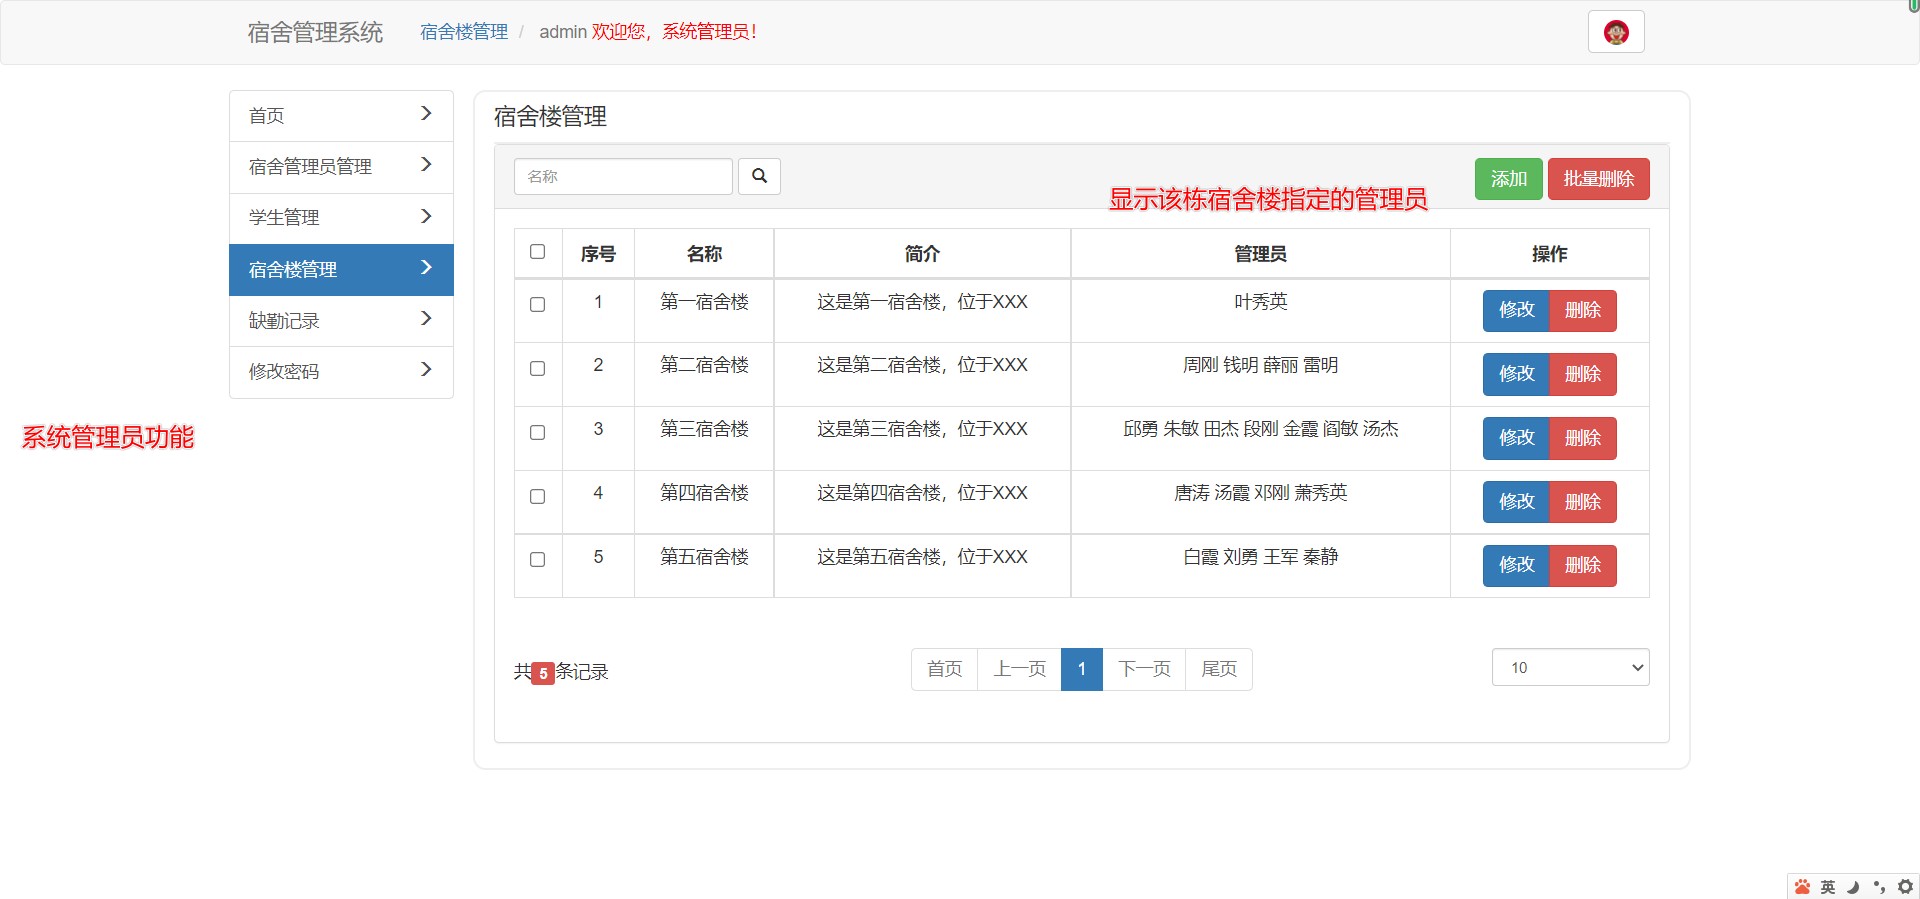 宿舍管理系统 宿舍楼管理 / admin 欢迎您，系统管理员！
首页
宿舍管理员管理
学生管理
宿舍楼管理
缺勤记录
修改密码
系统管理员功能
宿舍楼管理
名称
显示该栋宿舍楼指定的管理员
添加 批量删除
序号 名称 简介 管理员 操作
1 第一宿舍楼 这是第一宿舍楼，位于XXX 叶秀英 修改 删除
2 第二宿舍楼 这是第二宿舍楼，位于XXX 周刚 钱明 薛丽 雷明 修改 删除
3 第三宿舍楼 这是第三宿舍楼，位于XXX 邱勇 朱敏 田杰 段刚 金霞 阎敏 汤杰 修改 删除
4 第四宿舍楼 这是第四宿舍楼，位于XXX 唐涛 汤霞 邓刚 萧秀英 修改 删除
5 第五宿舍楼 这是第五宿舍楼，位于XXX 白霞 刘勇 王军 秦静 修改 删除
共5条记录 首页 上一页 1 下一页 尾页 10
英